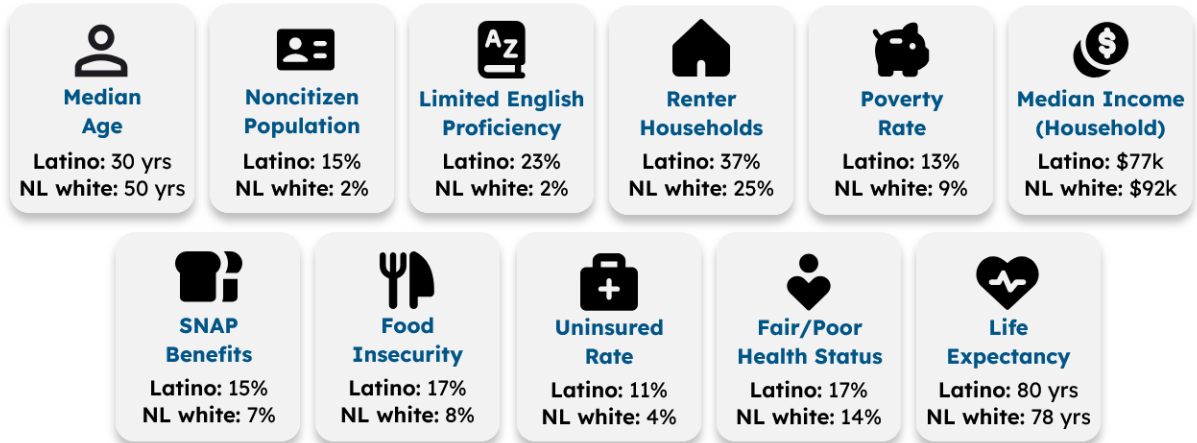 Median
Age
Latino: 30 yrs
NL white: 50 yrs
Noncitizen
Population
Latino: 15%
NL white: 2%
AZ
Limited English
Proficiency
Latino: 23%
NL white: 2%
Renter
Households
Latino: 37%
NL white: 25%
Poverty
Rate
Latino: 13%
NL white: 9%
$
Median Income
(Household)
Latino: $77k
NL white: $92k
SNAP
Benefits
Latino: 15%
NL white: 7%
Food
Insecurity
Latino: 17%
NL white: 8%
Uninsured
Rate
Latino: 11%
NL white: 4%
Fair/Poor
Health Status
Latino: 17%
NL white: 14%
Life
Expectancy
Latino: 80 yrs
NL white: 78 yrs